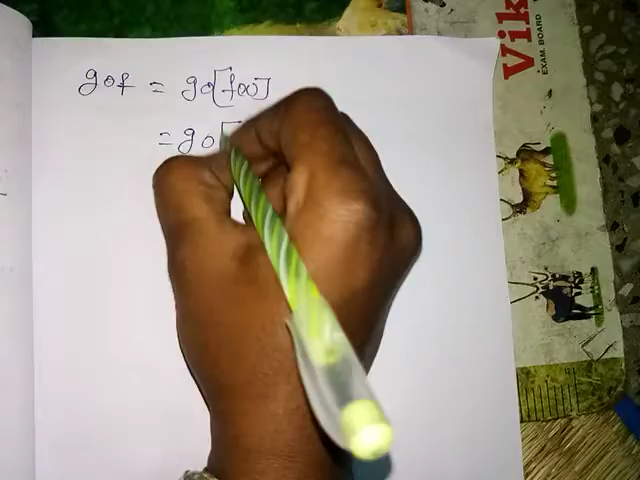 gof = go[f(x)]
= go[
Vik
EXAM. BOARD